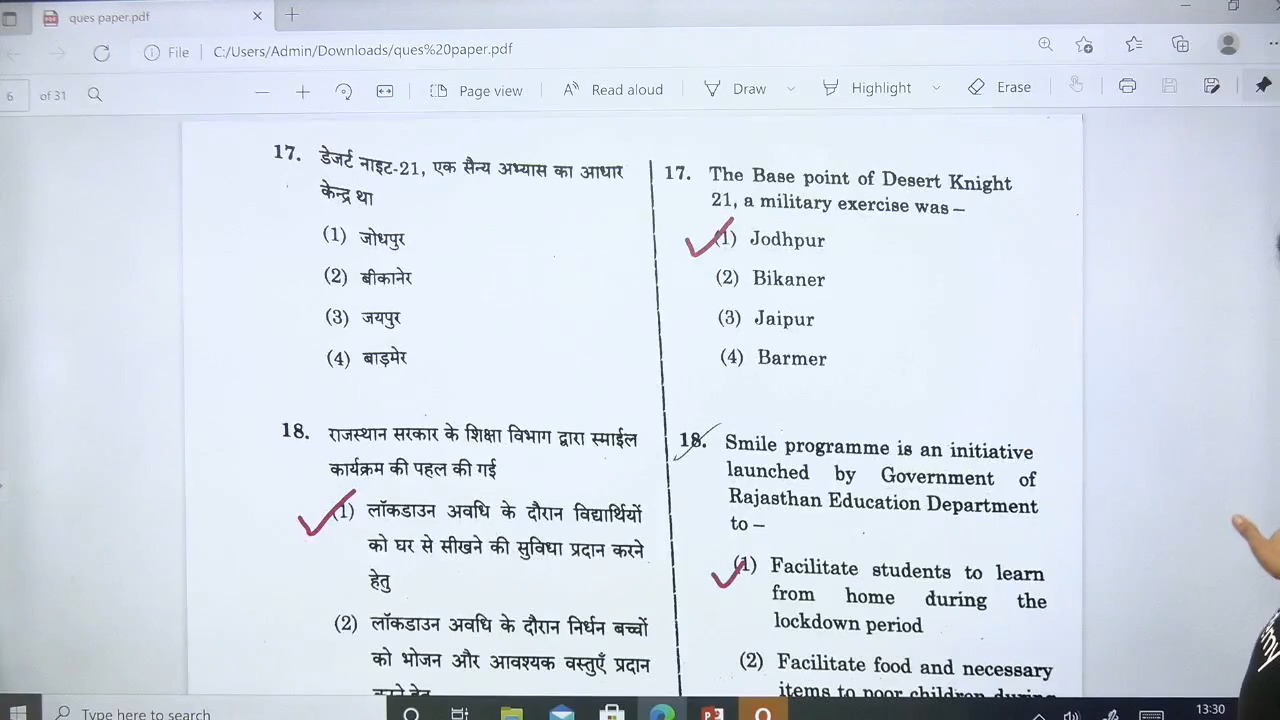 ques paper.pdf
File
C:/Users/Admin/Downloads/ques%20paper.pdf
6 of 31
Page view
Read aloud
Draw
Highlight
Erase
17. डेजर्ट नाइट-21, एक सैन्य अभ्यास का आधार
केन्द्र था
(1) जोधपुर
(2) बीकानेर
(3) जयपुर
(4) बाड़मेर
18. राजस्थान सरकार के शिक्षा विभाग द्वारा स्माईल
कार्यक्रम की पहल की गई
(1) लॉकडाउन अवधि के दौरान विद्यार्थियों
को घर से सीखने की सुविधा प्रदान करने
हेतु
(2) लॉकडाउन अवधि के दौरान निर्धन बच्चों
को भोजन और आवश्यक वस्तुएँ प्रदान
करने हेतु
17. The Base point of Desert Knight
21, a military exercise was –
(1) Jodhpur
(2) Bikaner
(3) Jaipur
(4) Barmer
18. Smile programme is an initiative
launched by Government of
Rajasthan Education Department
to –
(1) Facilitate students to learn
from home during the
lockdown period
(2) Facilitate food and necessary
items to poor children during
Type here to search
13:30